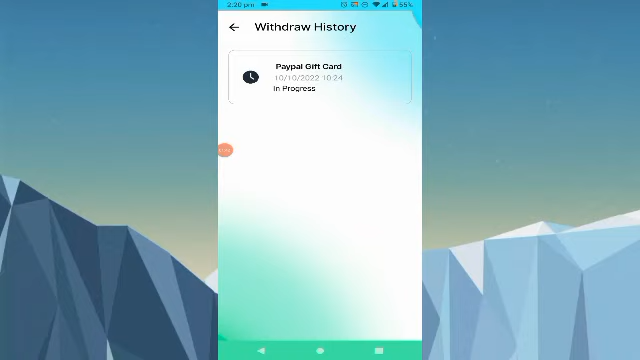 2:20 pm 55%
Withdraw History
Paypal Gift Card
10/10/2022 10:24
In Progress